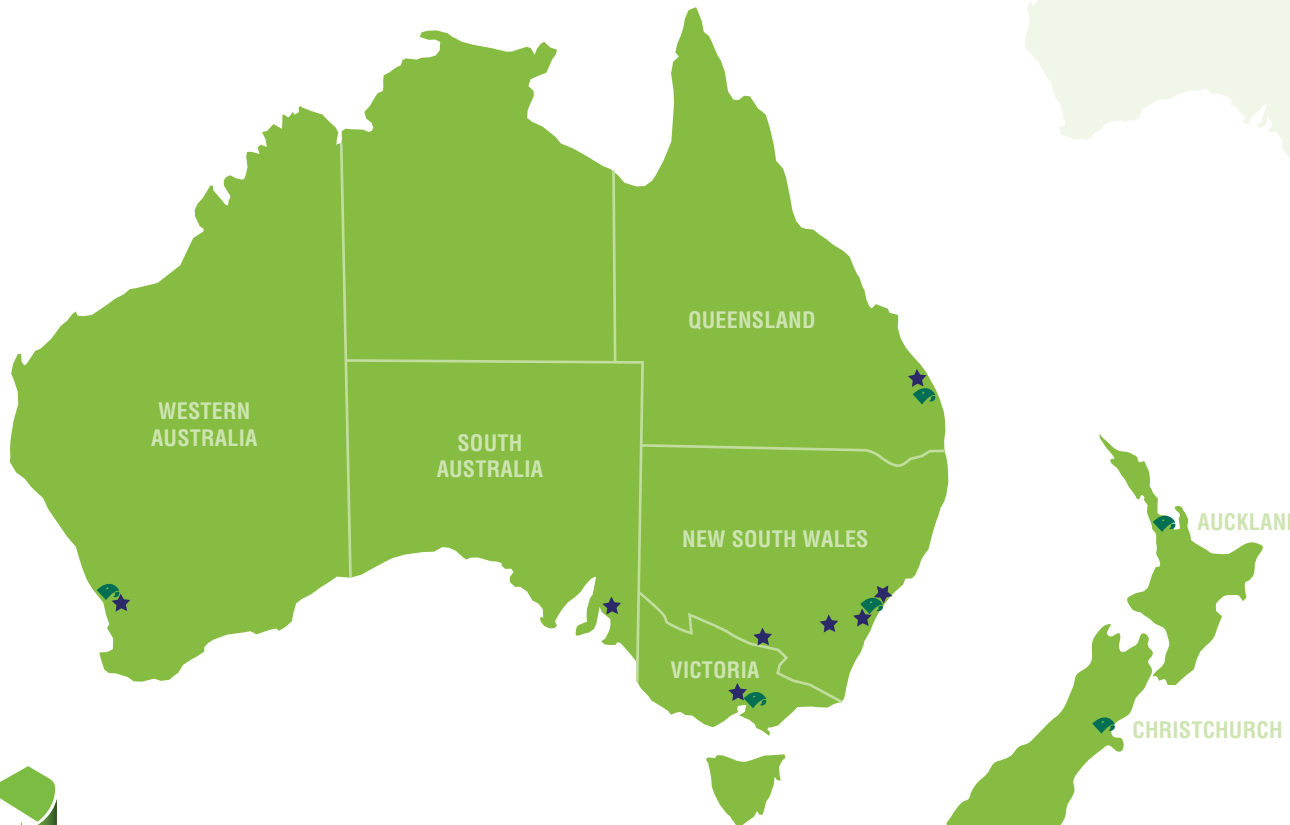 QUEENSLAND
WESTERN
AUSTRALIA
SOUTH
AUSTRALIA
NEW SOUTH WALES
AUCKLAN
VICTORIA
CHRISTCHURCH